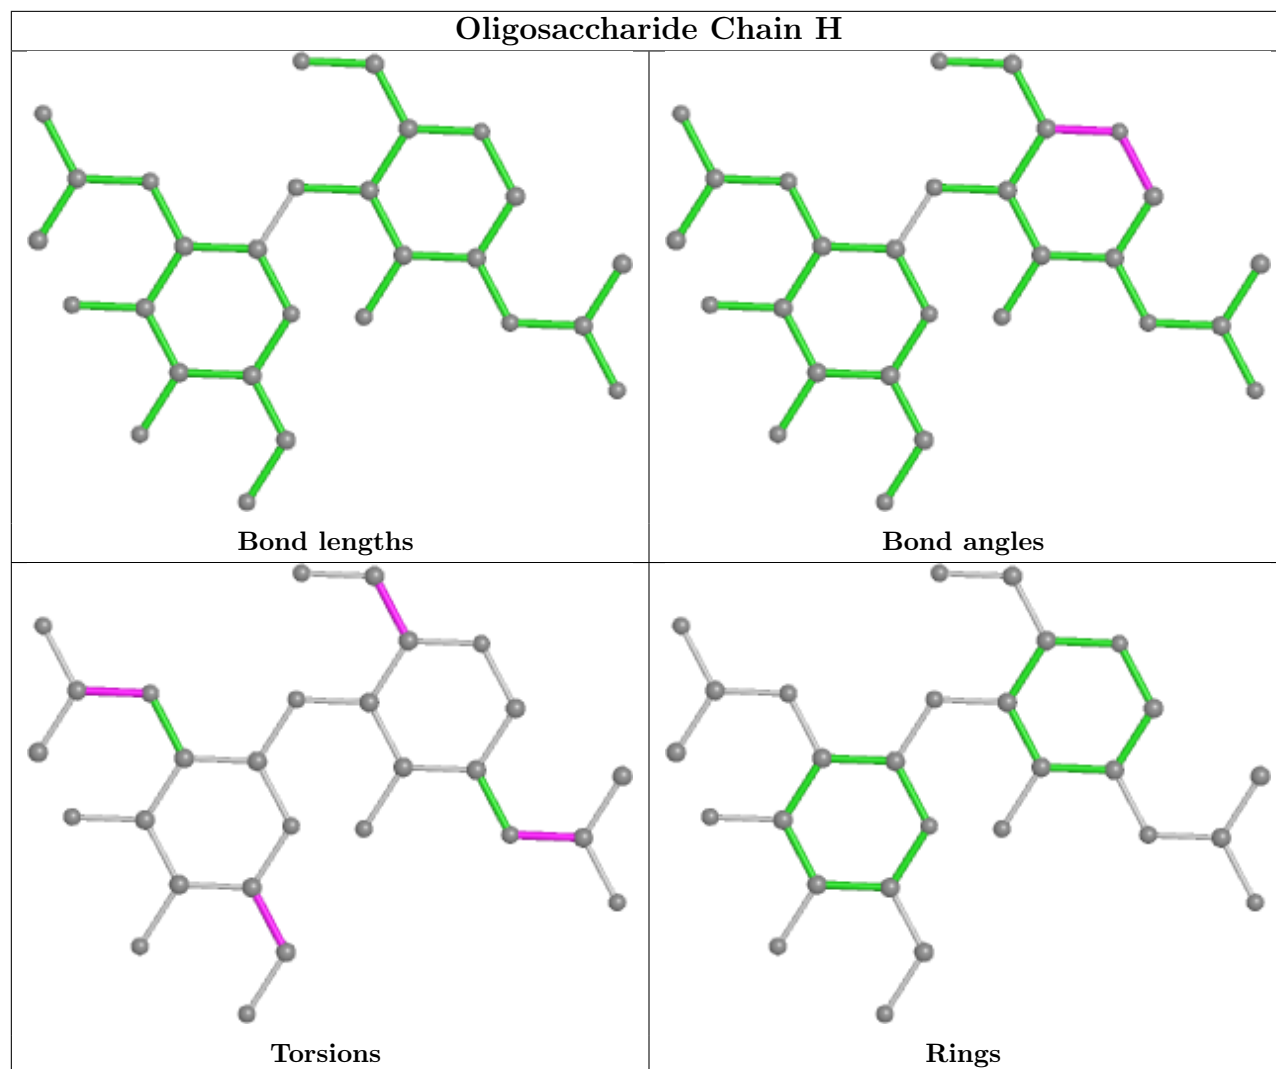 Oligosaccharide Chain H
Bond lengths
Bond angles
Torsions
Rings